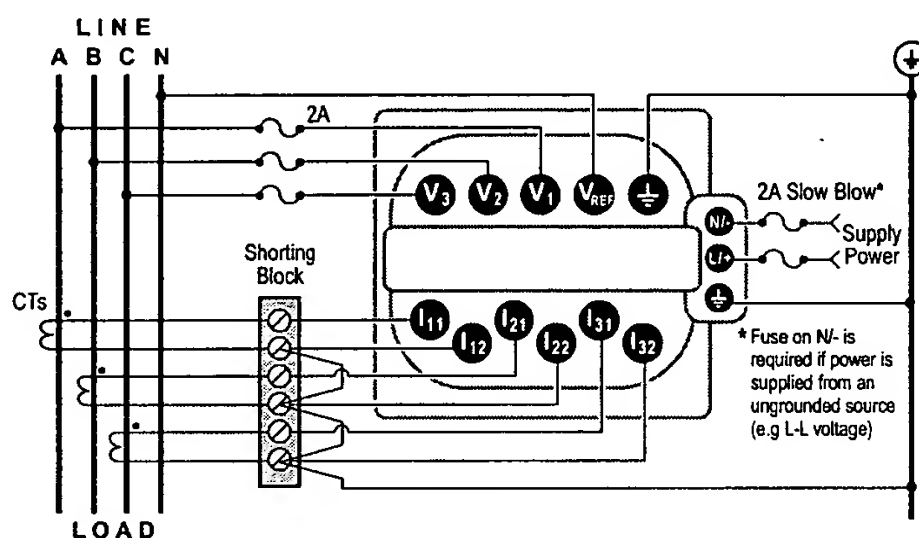 LINE
A B C N
2A
V3 V2 V1 VREF
2A Slow Blow*
N/-
Supply
L/+
Power
Shorting
Block
CTs
*
I11 I21 I31
I12 I22 I32
*
*
* Fuse on N/- is
required if power is
supplied from an
ungrounded source
(e.g L-L voltage)
LOAD